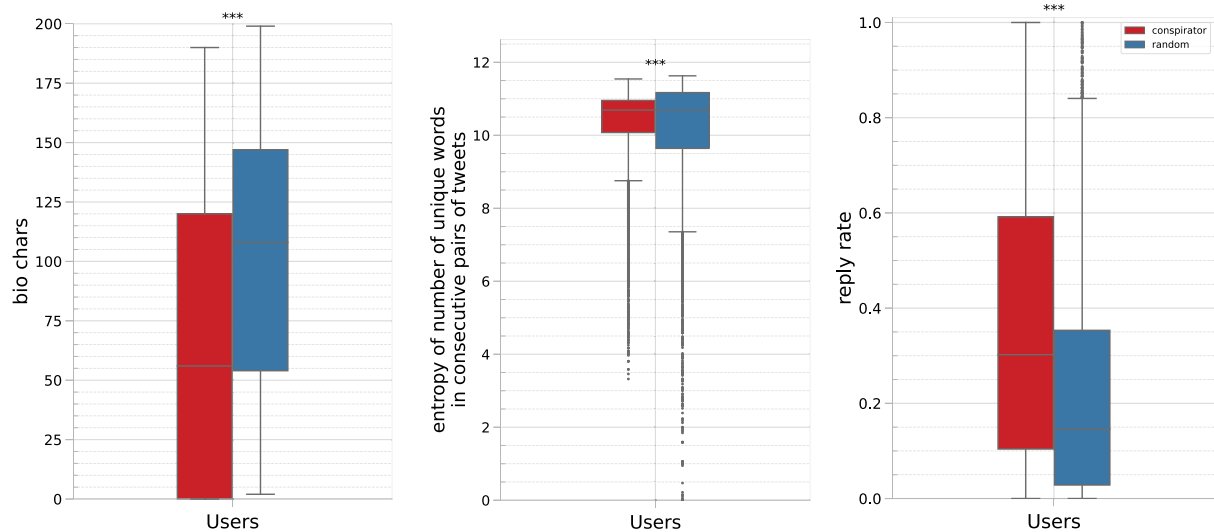 ***
200
175
150
125
100
75
50
25
0
bio chars
Users
***
12
10
8
6
4
2
0
entropy of number of unique words
in consecutive pairs of tweets
Users
***
conspirator
random
1.0
0.8
0.6
0.4
0.2
0.0
reply rate
Users